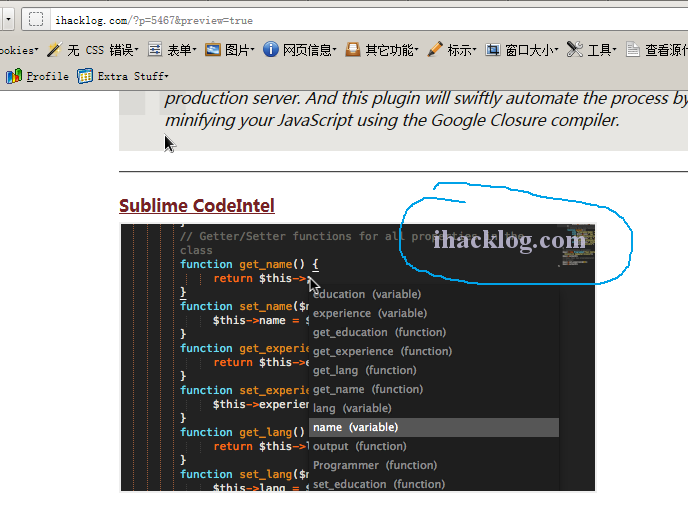 ihacklog.com/?p=5467&preview=true
ookies▾ 无 CSS 错误▾ 表单▾ 图片▾ 网页信息▾ 其它功能▾ 标示▾ 窗口大小▾ 工具▾ 查看源
Profile Extra Stuff▾
production server. And this plugin will swiftly automate the process by
minifying your JavaScript using the Google Closure compiler.
Sublime CodeIntel
}
// Getter/Setter functions for all properties in the
class
ihacklog.com
function get_name() {
return $this->
}
function set_name($
$this->name = $
}
function get_experie
return $this->e
}
function set_experie
$this->experien
}
function get_lang()
return $this->l
}
function set_lang($
$this->lang = $
education (variable)
experience (variable)
get_education (function)
get_experience (function)
get_lang (function)
get_name (function)
lang (variable)
name (variable)
output (function)
Programmer (function)
set_education (function)